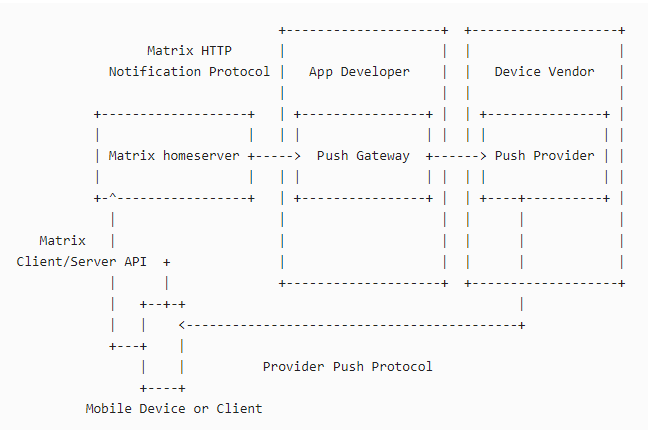 Matrix HTTP
Notification Protocol
App Developer
Device Vendor
Matrix homeserver
Push Gateway
Push Provider
Matrix
Client/Server API
Provider Push Protocol
Mobile Device or Client